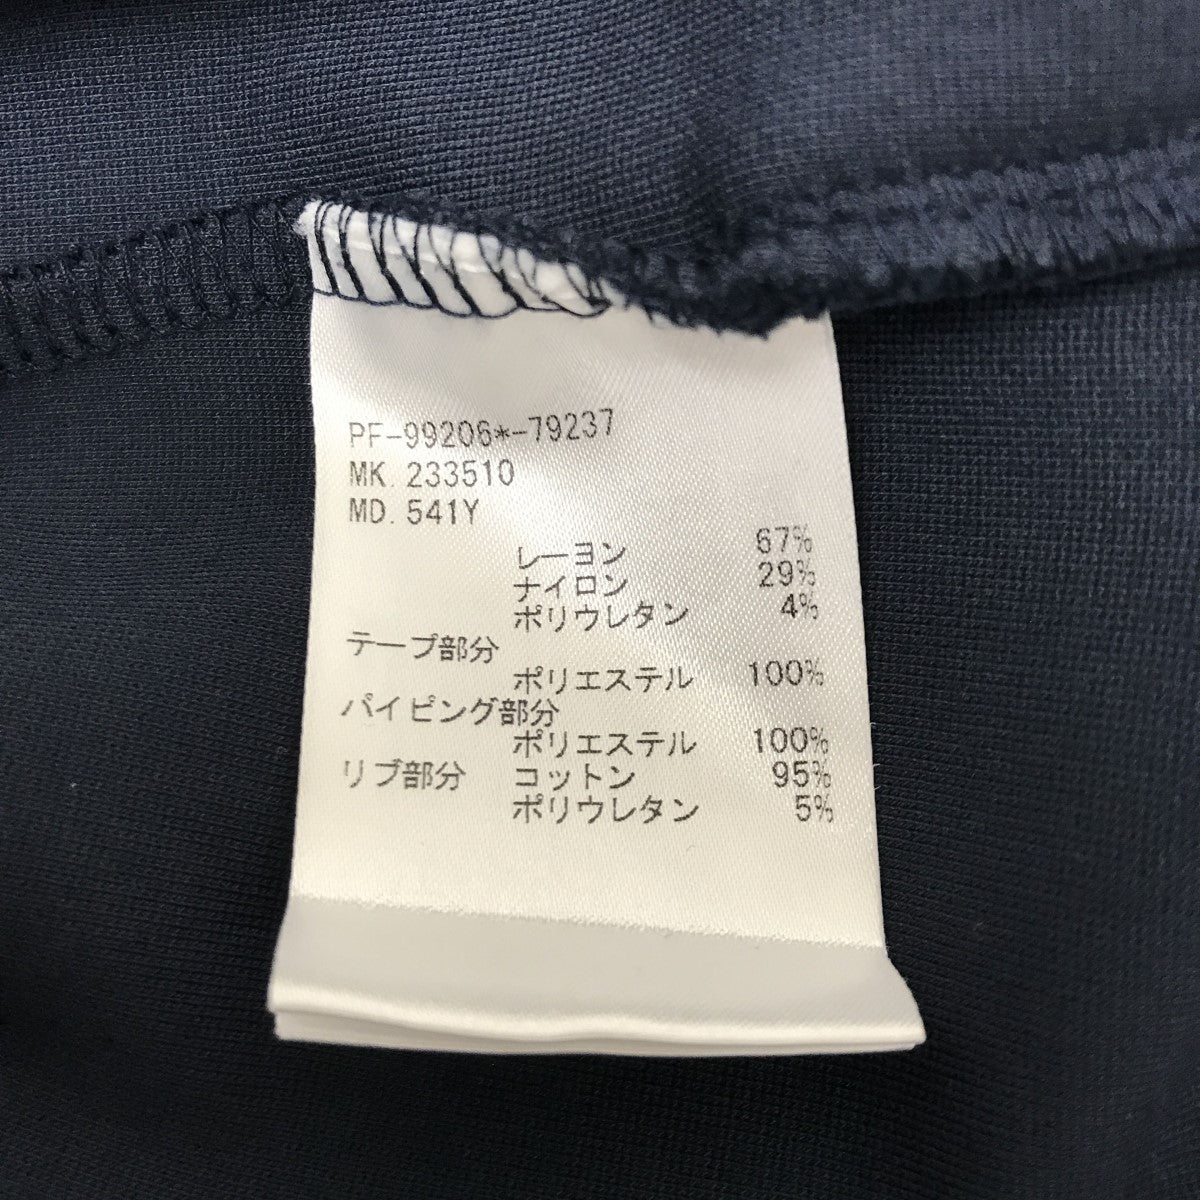 PF-99206*-79237
MK. 233510
MD. 541Y
レーヨン 67%
ナイロン 29%
ポリウレタン 4%
テープ部分
ポリエステル 100%
パイピング部分
ポリエステル 100%
リブ部分 コットン 95%
ポリウレタン 5%